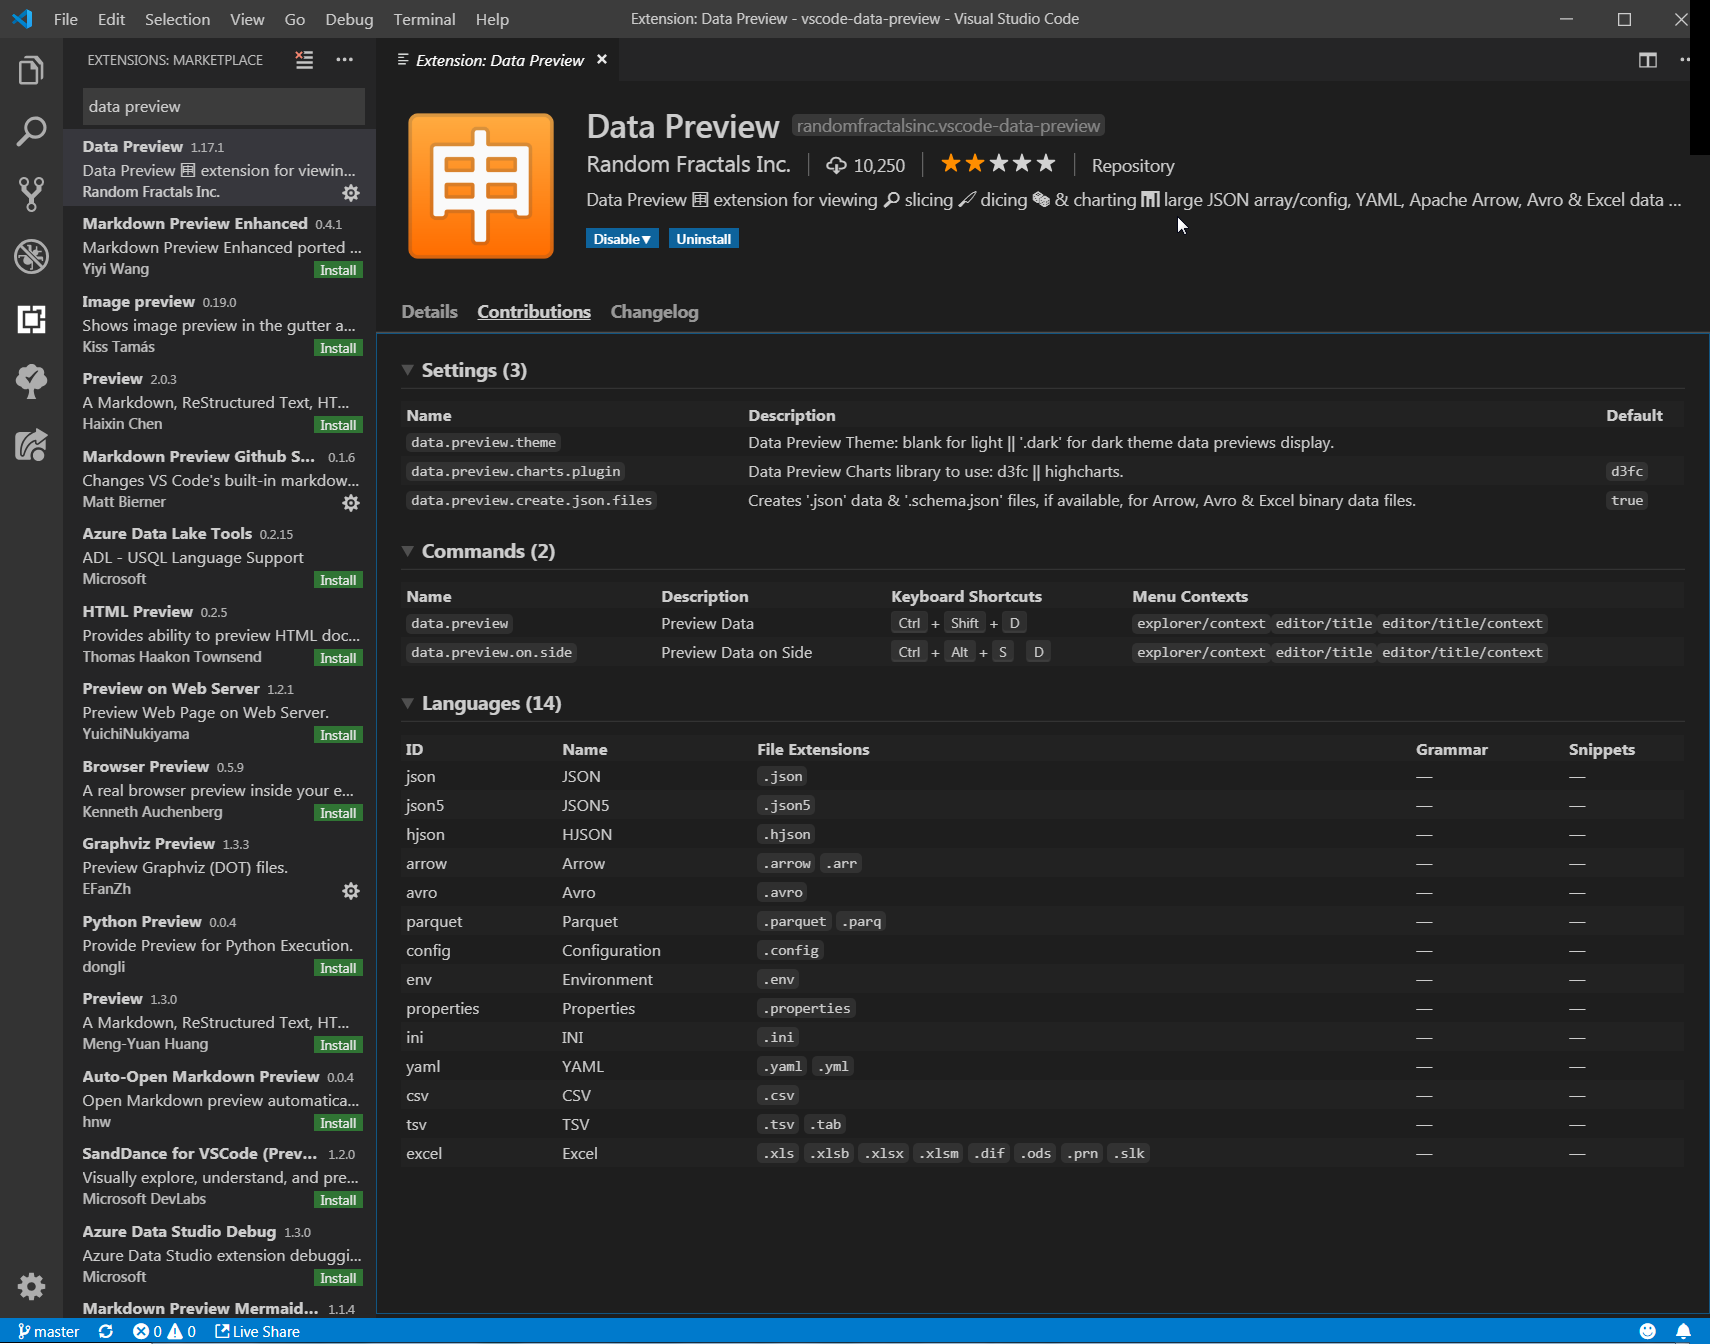 File Edit Selection View Go Debug Terminal Help
Extension: Data Preview - vscode-data-preview - Visual Studio Code
EXTENSIONS: MARKETPLACE
data preview
Data Preview 1.17.1
Data Preview 🈸 extension for viewin...
Random Fractals Inc.
Markdown Preview Enhanced 0.4.1
Markdown Preview Enhanced ported ...
Yiyi Wang Install
Image preview 0.19.0
Shows image preview in the gutter a...
Kiss Tamás Install
Preview 2.0.3
A Markdown, ReStructured Text, HT...
Haixin Chen Install
Markdown Preview Github S... 0.1.6
Changes VS Code's built-in markdow...
Matt Bierner
Azure Data Lake Tools 0.2.15
ADL - USQL Language Support
Microsoft Install
HTML Preview 0.2.5
Provides ability to preview HTML doc...
Thomas Haakon Townsend Install
Preview on Web Server 1.2.1
Preview Web Page on Web Server.
YuichiNukiyama Install
Browser Preview 0.5.9
A real browser preview inside your e...
Kenneth Auchenberg Install
Graphviz Preview 1.3.3
Preview Graphviz (DOT) files.
EFanZh
Python Preview 0.0.4
Provide Preview for Python Execution.
dongli Install
Preview 1.3.0
A Markdown, ReStructured Text, HT...
Meng-Yuan Huang Install
Auto-Open Markdown Preview 0.0.4
Open Markdown preview automatica...
hnw Install
SandDance for VSCode (Prev... 1.2.0
Visually explore, understand, and pre...
Microsoft DevLabs Install
Azure Data Studio Debug 1.3.0
Azure Data Studio extension debuggi...
Microsoft Install
Markdown Preview Mermaid... 1.1.4
Extension: Data Preview
申
Data Preview randomfractalsinc.vscode-data-preview
Random Fractals Inc. 10,250 Repository
Data Preview 🈸 extension for viewing 🔎 slicing 🔪 dicing 🎲 & charting 📊 large JSON array/config, YAML, Apache Arrow, Avro & Excel data ...
Disable▼ Uninstall
Details Contributions Changelog
Settings (3)
Name Description Default
data.preview.theme Data Preview Theme: blank for light || '.dark' for dark theme data previews display.
data.preview.charts.plugin Data Preview Charts library to use: d3fc || highcharts. d3fc
data.preview.create.json.files Creates '.json' data & '.schema.json' files, if available, for Arrow, Avro & Excel binary data files. true
Commands (2)
Name Description Keyboard Shortcuts Menu Contexts
data.preview Preview Data Ctrl + Shift + D explorer/context editor/title editor/title/context
data.preview.on.side Preview Data on Side Ctrl + Alt + S D explorer/context editor/title editor/title/context
Languages (14)
ID Name File Extensions Grammar Snippets
json JSON .json — —
json5 JSON5 .json5 — —
hjson HJSON .hjson — —
arrow Arrow .arrow .arr — —
avro Avro .avro — —
parquet Parquet .parquet .parq — —
config Configuration .config — —
env Environment .env — —
properties Properties .properties — —
ini INI .ini — —
yaml YAML .yaml .yml — —
csv CSV .csv — —
tsv TSV .tsv .tab — —
excel Excel .xls .xlsb .xlsx .xlsm .dif .ods .prn .slk — —
master 0 0 Live Share